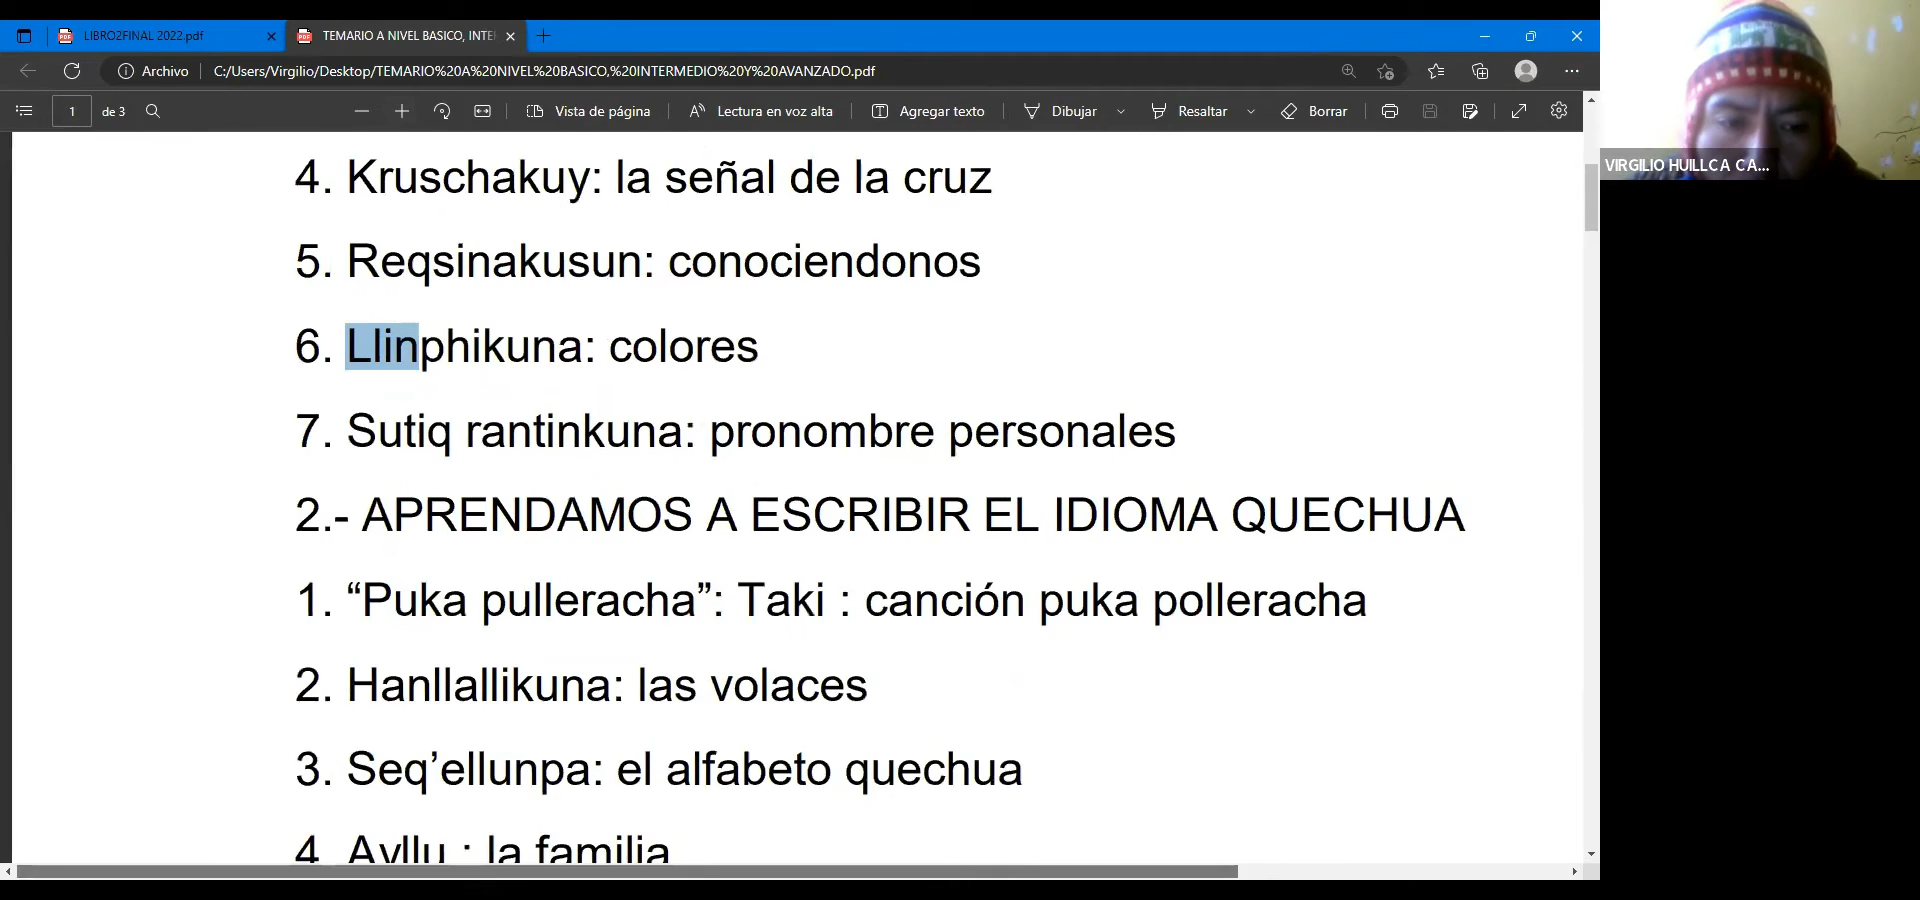 LIBRO2FINAL 2022.pdf
TEMARIO A NIVEL BASICO, INTE
Archivo
C:/Users/Virgilio/Desktop/TEMARIO%20A%20NIVEL%20BASICO,%20INTERMEDIO%20Y%20AVANZADO.pdf
1 de 3
Vista de página
Lectura en voz alta
Agregar texto
Dibujar
Resaltar
Borrar
VIRGILIO HUILLCA CA...
4. Kruschakuy: la señal de la cruz
5. Reqsinakusun: conociendonos
6. Llinphikuna: colores
7. Sutiq rantinkuna: pronombre personales
2.- APRENDAMOS A ESCRIBIR EL IDIOMA QUECHUA
1. “Puka pulleracha”: Taki : canción puka polleracha
2. Hanllallikuna: las volaces
3. Seq’ellunpa: el alfabeto quechua
4. Ayllu : la familia